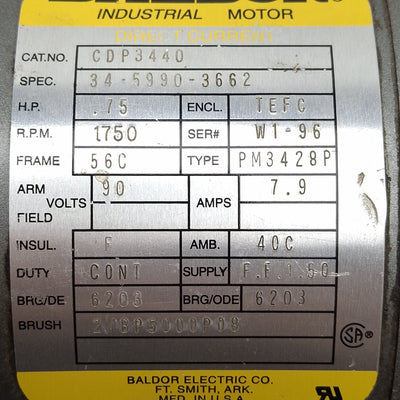 BALDOR®
INDUSTRIAL MOTOR
DIRECT CURRENT
CAT.NO. CDP3440
SPEC. 34-5990-3662
H.P. .75 ENCL. TEFC
R.P.M. 1750 SER# W1-96
FRAME 56C TYPE PM3428P
ARM VOLTS 90 AMPS 7.9
FIELD
INSUL. F AMB. 40C
DUTY CONT SUPPLY F.F.1.60
BRG/DE 6203 BRG/ODE 6203
BRUSH
SA
BALDOR ELECTRIC CO.
FT. SMITH, ARK.
MFD. IN U.S.A.